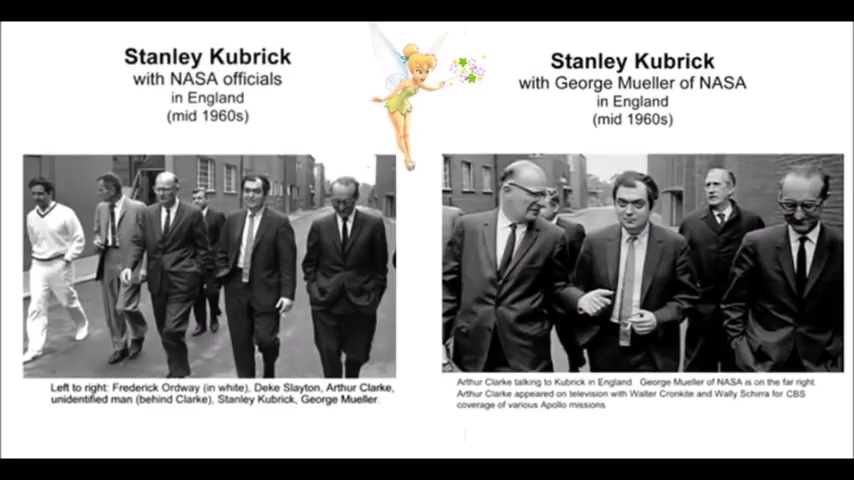 Stanley Kubrick
with NASA officials
in England
(mid 1960s)
Left to right: Frederick Ordway (in white), Deke Slayton, Arthur Clarke,
unidentified man (behind Clarke), Stanley Kubrick, George Mueller.
Stanley Kubrick
with George Mueller of NASA
in England
(mid 1960s)
Arthur Clarke talking to Kubrick in England. George Mueller of NASA is on the far right.
Arthur Clarke appeared on television with Walter Cronkite and Wally Schirra for CBS
coverage of various Apollo missions.